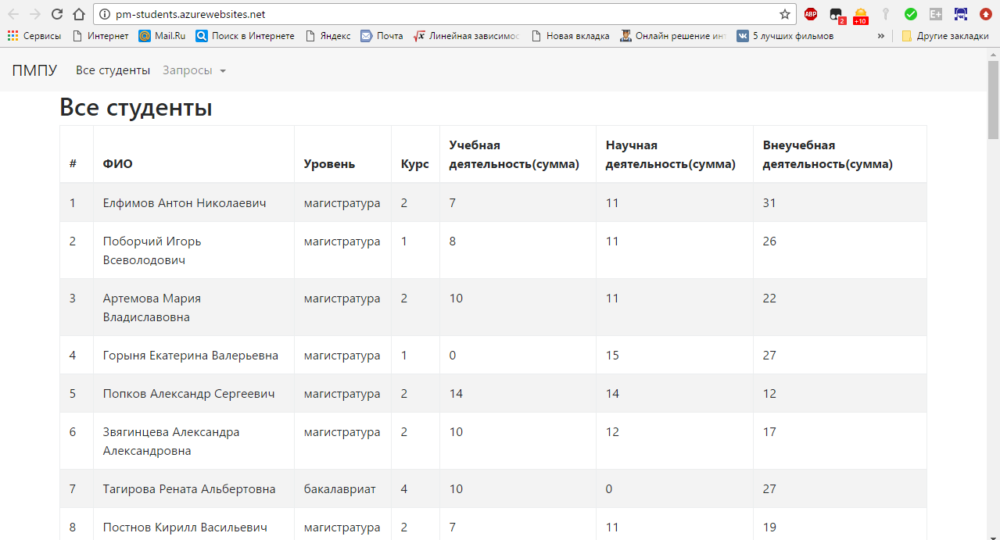 pm-students.azurewebsites.net
ABP
2
+10
E+
Сервисы Интернет Mail.Ru Поиск в Интернете Яндекс Почта Линейная зависимос Новая вкладка Онлайн решение инт 5 лучших фильмов » Другие закладки
ПМПУ Все студенты Запросы
Все студенты
# ФИО Уровень Курс Учебная деятельность(сумма) Научная деятельность(сумма) Внеучебная деятельность(сумма)
1 Елфимов Антон Николаевич магистратура 2 7 11 31
2 Поборчий Игорь Всеволодович магистратура 1 8 11 26
3 Артемова Мария Владиславовна магистратура 2 10 11 22
4 Горыня Екатерина Валерьевна магистратура 1 0 15 27
5 Попков Александр Сергеевич магистратура 2 14 14 12
6 Звягинцева Александра Александровна магистратура 2 10 12 17
7 Тагирова Рената Альбертовна бакалавриат 4 10 0 27
8 Постнов Кирилл Васильевич магистратура 2 7 11 19